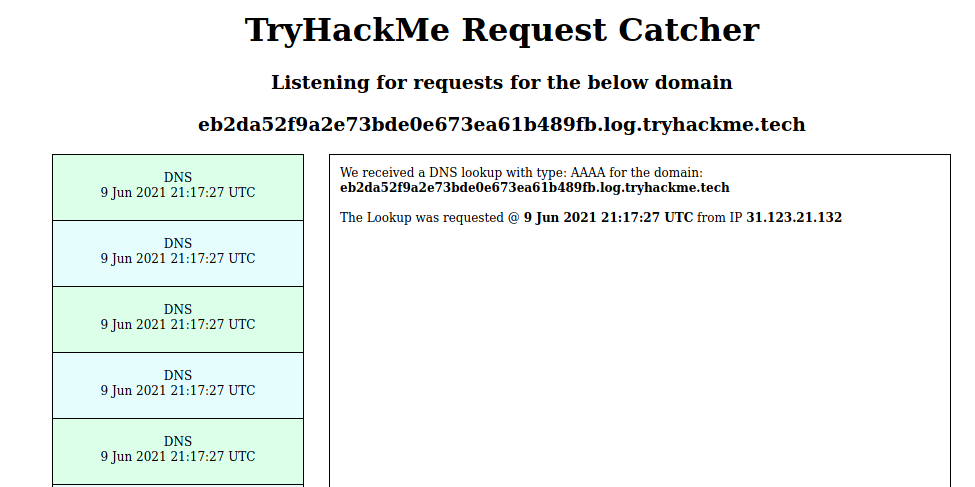 TryHackMe Request Catcher
Listening for requests for the below domain
eb2da52f9a2e73bde0e673ea61b489fb.log.tryhackme.tech
DNS
9 Jun 2021 21:17:27 UTC
DNS
9 Jun 2021 21:17:27 UTC
DNS
9 Jun 2021 21:17:27 UTC
DNS
9 Jun 2021 21:17:27 UTC
DNS
9 Jun 2021 21:17:27 UTC
We received a DNS lookup with type: AAAA for the domain:
eb2da52f9a2e73bde0e673ea61b489fb.log.tryhackme.tech
The Lookup was requested @ 9 Jun 2021 21:17:27 UTC from IP 31.123.21.132